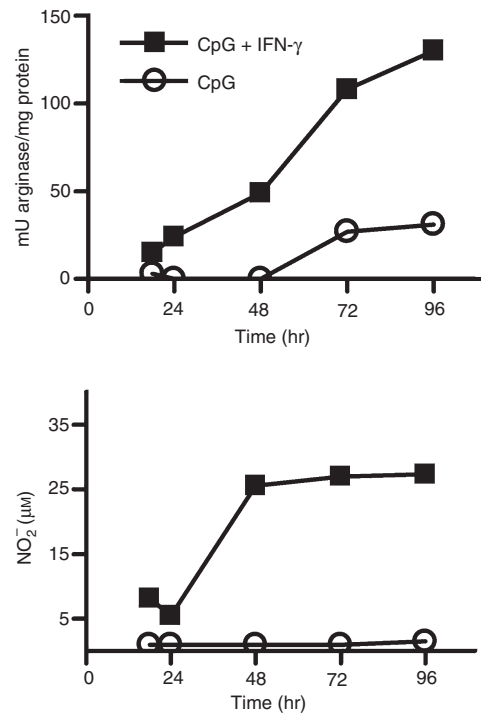 150
CpG + IFN-γ
CpG
100
50
0
mU arginase/mg protein
0 24 48 72 96
Time (hr)
35
25
15
5
NO₂⁻ (μM)
0 24 48 72 96
Time (hr)